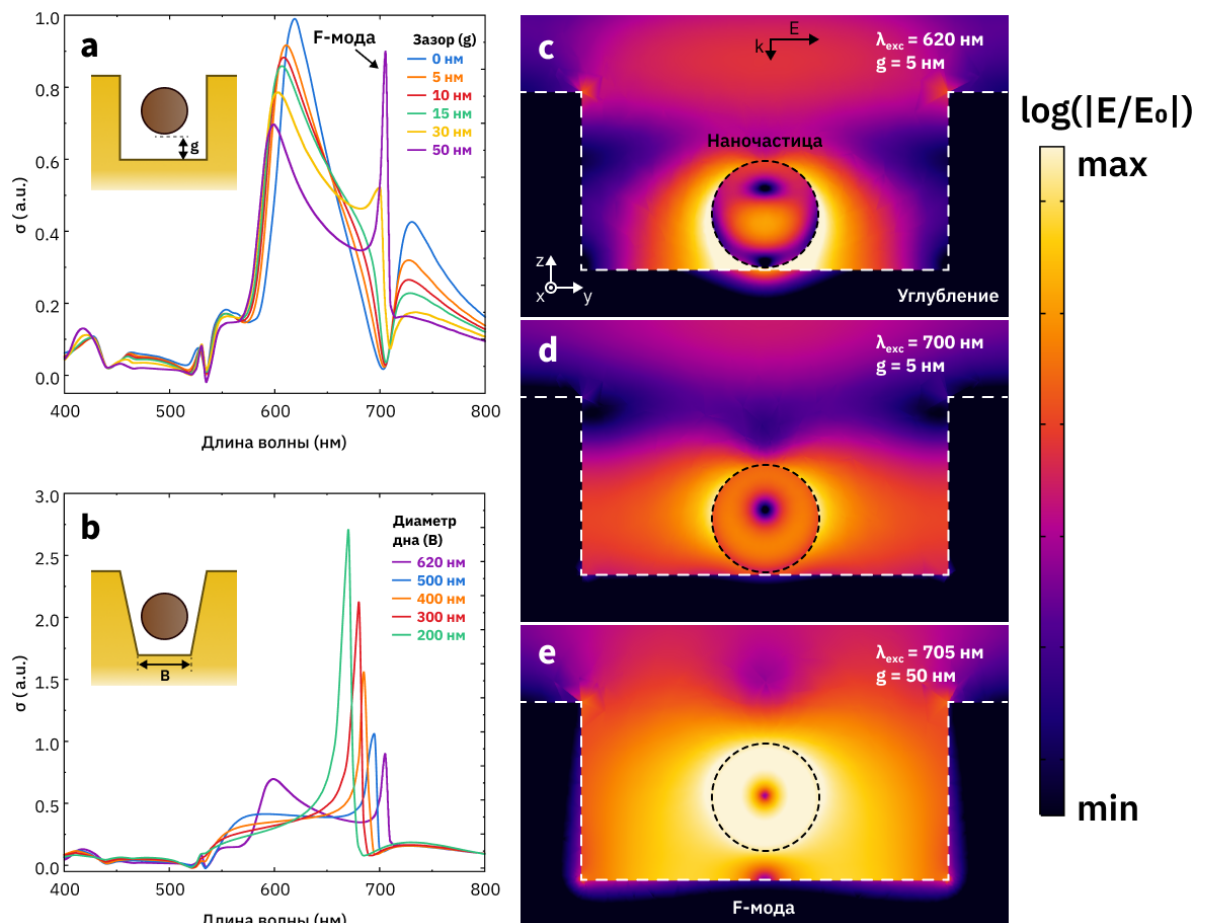 a
F-мода
Зазор (g)
0 нм
5 нм
10 нм
15 нм
30 нм
50 нм
g
σ (a.u.)
1.0
0.8
0.6
0.4
0.2
0.0
400
500
600
700
800
Длина волны (нм)
b
Диаметр
дна (B)
620 нм
500 нм
400 нм
300 нм
200 нм
B
σ (a.u.)
3.0
2.5
2.0
1.5
1.0
0.5
0.0
400
500
600
700
800
Длина волны (нм)
c
E
k
λexc = 620 нм
g = 5 нм
Наночастица
z
x
y
Углубление
d
λexc = 700 нм
g = 5 нм
e
λexc = 705 нм
g = 50 нм
F-мода
log(|E/E₀|)
max
min